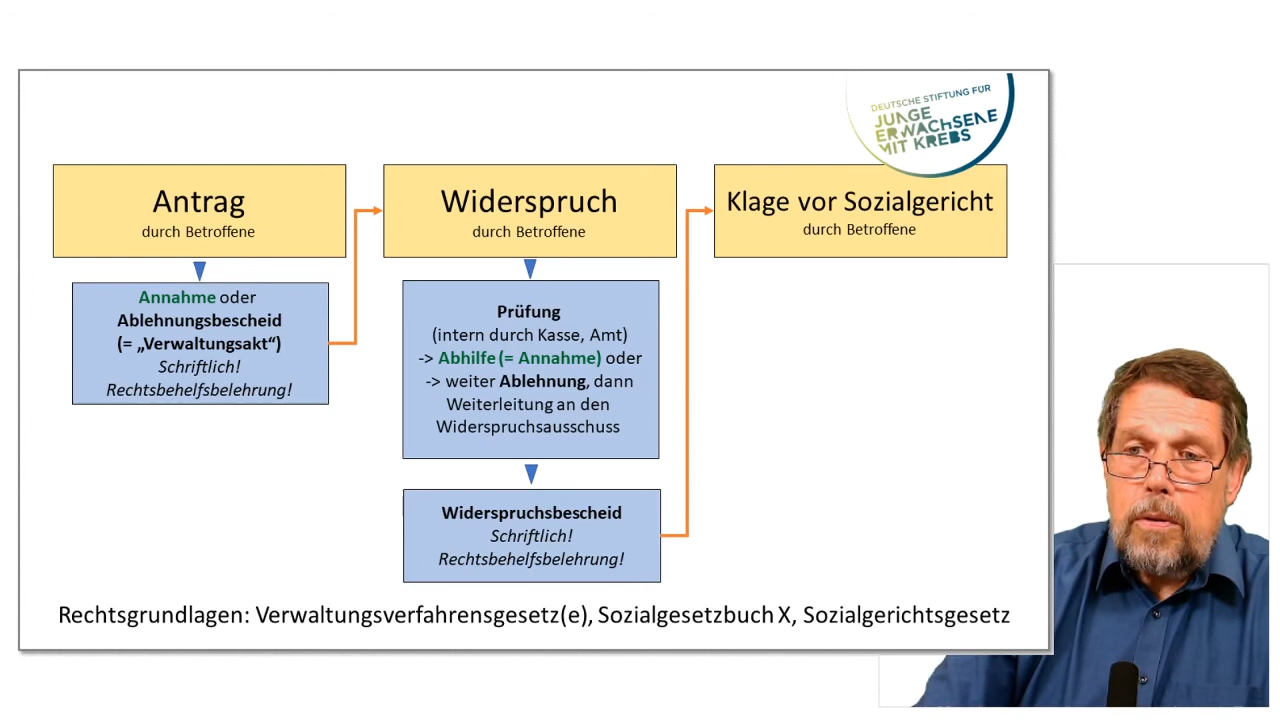 DEUTSCHE STIFTUNG FÜR
JUNGE
ERWACHSENE
MIT KREBS
Antrag
durch Betroffene
Annahme oder
Ablehnungsbescheid
(= „Verwaltungsakt“)
Schriftlich!
Rechtsbehelfsbelehrung!
Widerspruch
durch Betroffene
Prüfung
(intern durch Kasse, Amt)
-> Abhilfe (= Annahme) oder
-> weiter Ablehnung, dann
Weiterleitung an den
Widerspruchsausschuss
Widerspruchsbescheid
Schriftlich!
Rechtsbehelfsbelehrung!
Klage vor Sozialgericht
durch Betroffene
Rechtsgrundlagen: Verwaltungsverfahrensgesetz(e), Sozialgesetzbuch X, Sozialgerichtsgesetz